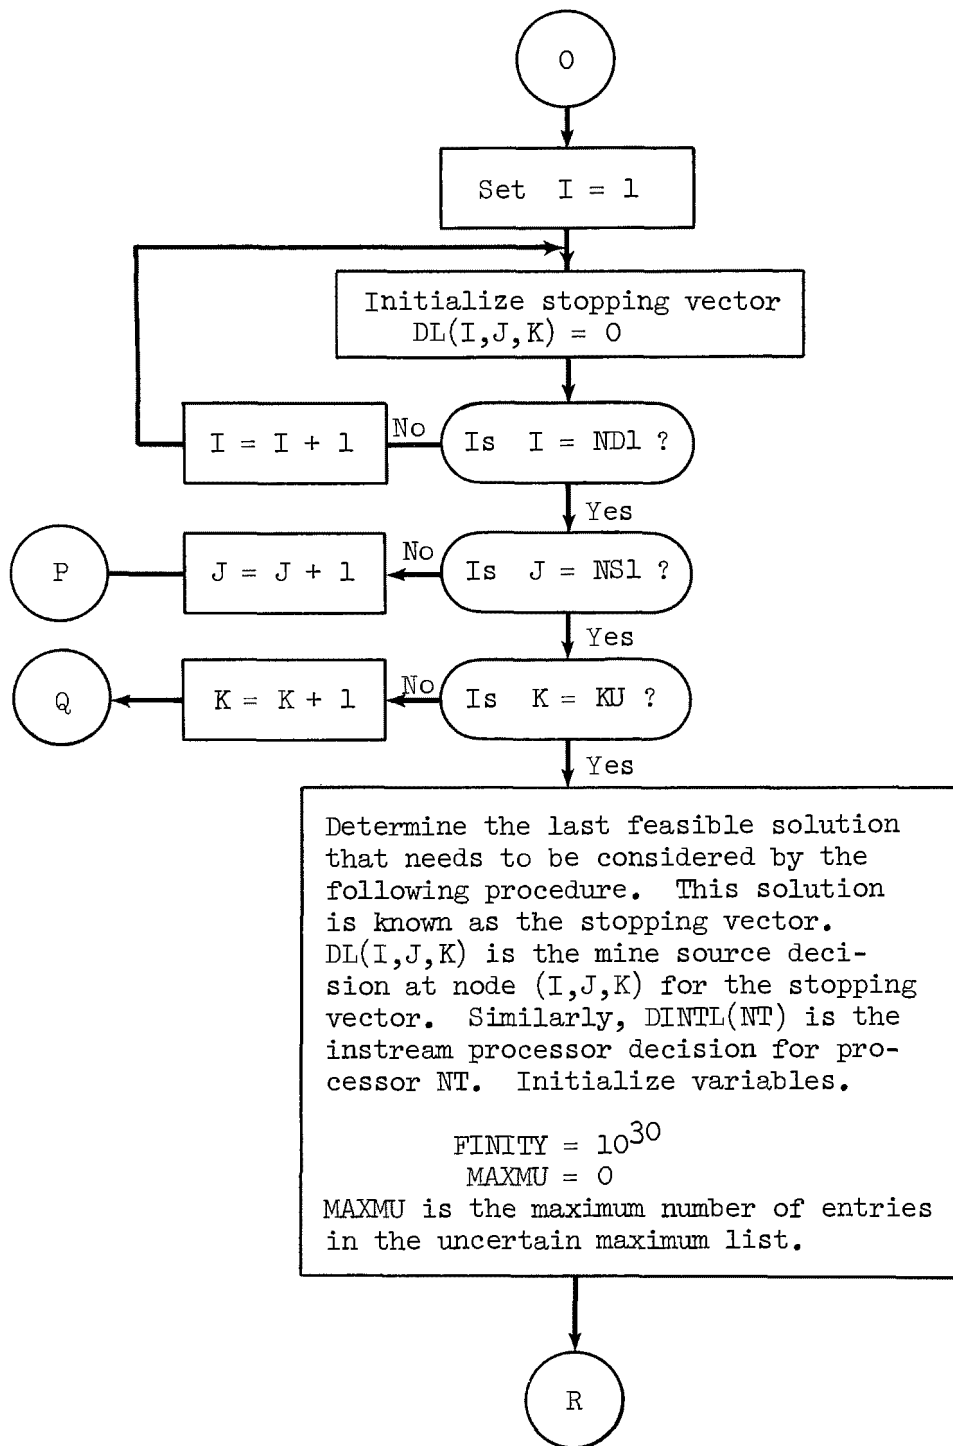 O
Set I = 1
Initialize stopping vector
DL(I,J,K) = 0
I = I + 1
No
Is I = ND1 ?
Yes
P
J = J + 1
No
Is J = NS1 ?
Yes
Q
K = K + 1
No
Is K = KU ?
Yes
Determine the last feasible solution
that needs to be considered by the
following procedure. This solution
is known as the stopping vector.
DL(I,J,K) is the mine source deci-
sion at node (I,J,K) for the stopping
vector. Similarly, DINTL(NT) is the
instream processor decision for pro-
cessor NT. Initialize variables.
FINITY = 10^30
MAXMU = 0
MAXMU is the maximum number of entries
in the uncertain maximum list.
R